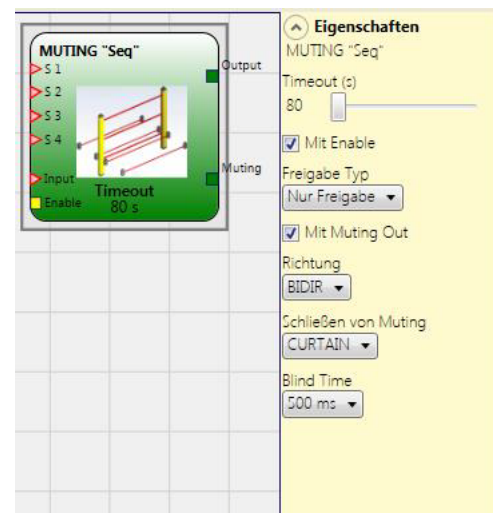 MUTING "Seq"
S 1
S 2
S 3
S 4
Input
Enable
Output
Muting
Timeout
80 s
Eigenschaften
MUTING "Seq"
Timeout (s)
80
Mit Enable
Freigabe Typ
Nur Freigabe
Mit Muting Out
Richtung
BIDIR
Schließen von Muting
CURTAIN
Blind Time
500 ms